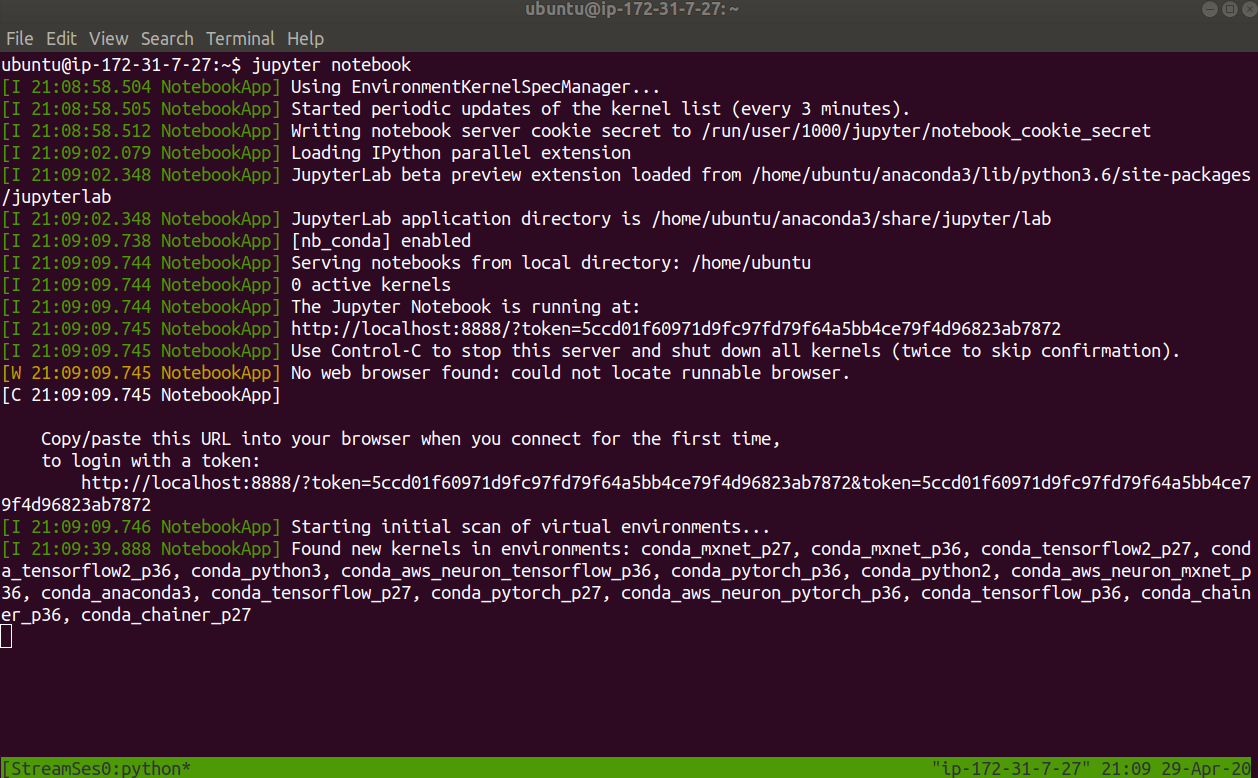 ubuntu@ip-172-31-7-27: ~
File Edit View Search Terminal Help
ubuntu@ip-172-31-7-27:~$ jupyter notebook
[I 21:08:58.504 NotebookApp] Using EnvironmentKernelSpecManager...
[I 21:08:58.505 NotebookApp] Started periodic updates of the kernel list (every 3 minutes).
[I 21:08:58.512 NotebookApp] Writing notebook server cookie secret to /run/user/1000/jupyter/notebook_cookie_secret
[I 21:09:02.079 NotebookApp] Loading IPython parallel extension
[I 21:09:02.348 NotebookApp] JupyterLab beta preview extension loaded from /home/ubuntu/anaconda3/lib/python3.6/site-packages
/jupyterlab
[I 21:09:02.348 NotebookApp] JupyterLab application directory is /home/ubuntu/anaconda3/share/jupyter/lab
[I 21:09:09.738 NotebookApp] [nb_conda] enabled
[I 21:09:09.744 NotebookApp] Serving notebooks from local directory: /home/ubuntu
[I 21:09:09.744 NotebookApp] 0 active kernels
[I 21:09:09.744 NotebookApp] The Jupyter Notebook is running at:
[I 21:09:09.745 NotebookApp] http://localhost:8888/?token=5ccd01f60971d9fc97fd79f64a5bb4ce79f4d96823ab7872
[I 21:09:09.745 NotebookApp] Use Control-C to stop this server and shut down all kernels (twice to skip confirmation).
[W 21:09:09.745 NotebookApp] No web browser found: could not locate runnable browser.
[C 21:09:09.745 NotebookApp]
Copy/paste this URL into your browser when you connect for the first time,
to login with a token:
http://localhost:8888/?token=5ccd01f60971d9fc97fd79f64a5bb4ce79f4d96823ab7872&token=5ccd01f60971d9fc97fd79f64a5bb4ce7
9f4d96823ab7872
[I 21:09:09.746 NotebookApp] Starting initial scan of virtual environments...
[I 21:09:39.888 NotebookApp] Found new kernels in environments: conda_mxnet_p27, conda_mxnet_p36, conda_tensorflow2_p27, cond
a_tensorflow2_p36, conda_python3, conda_aws_neuron_tensorflow_p36, conda_pytorch_p36, conda_python2, conda_aws_neuron_mxnet_p
36, conda_anaconda3, conda_tensorflow_p27, conda_pytorch_p27, conda_aws_neuron_pytorch_p36, conda_tensorflow_p36, conda_chain
er_p36, conda_chainer_p27
[StreamSes0:python* "ip-172-31-7-27" 21:09 29-Apr-20